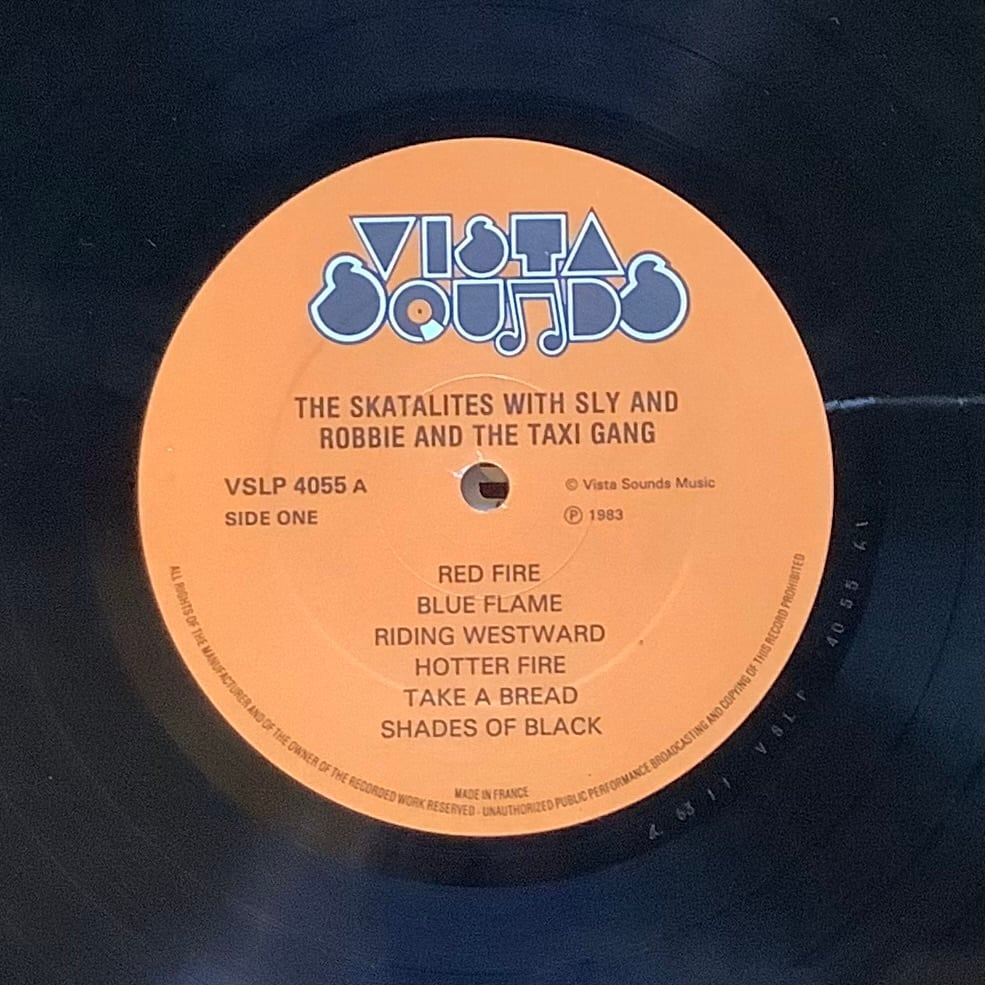 VISTA
SOUNDS
THE SKATALITES WITH SLY AND
ROBBIE AND THE TAXI GANG
VSLP 4055 A
SIDE ONE
© Vista Sounds Music
Ⓟ 1983
RED FIRE
BLUE FLAME
RIDING WESTWARD
HOTTER FIRE
TAKE A BREAD
SHADES OF BLACK
MADE IN FRANCE
ALL RIGHTS OF THE MANUFACTURER AND OF THE OWNER OF THE RECORDED WORK RESERVED - UNAUTHORIZED PUBLIC PERFORMANCE BROADCASTING AND COPYING OF THIS RECORD PROHIBITED
VSLP 4055